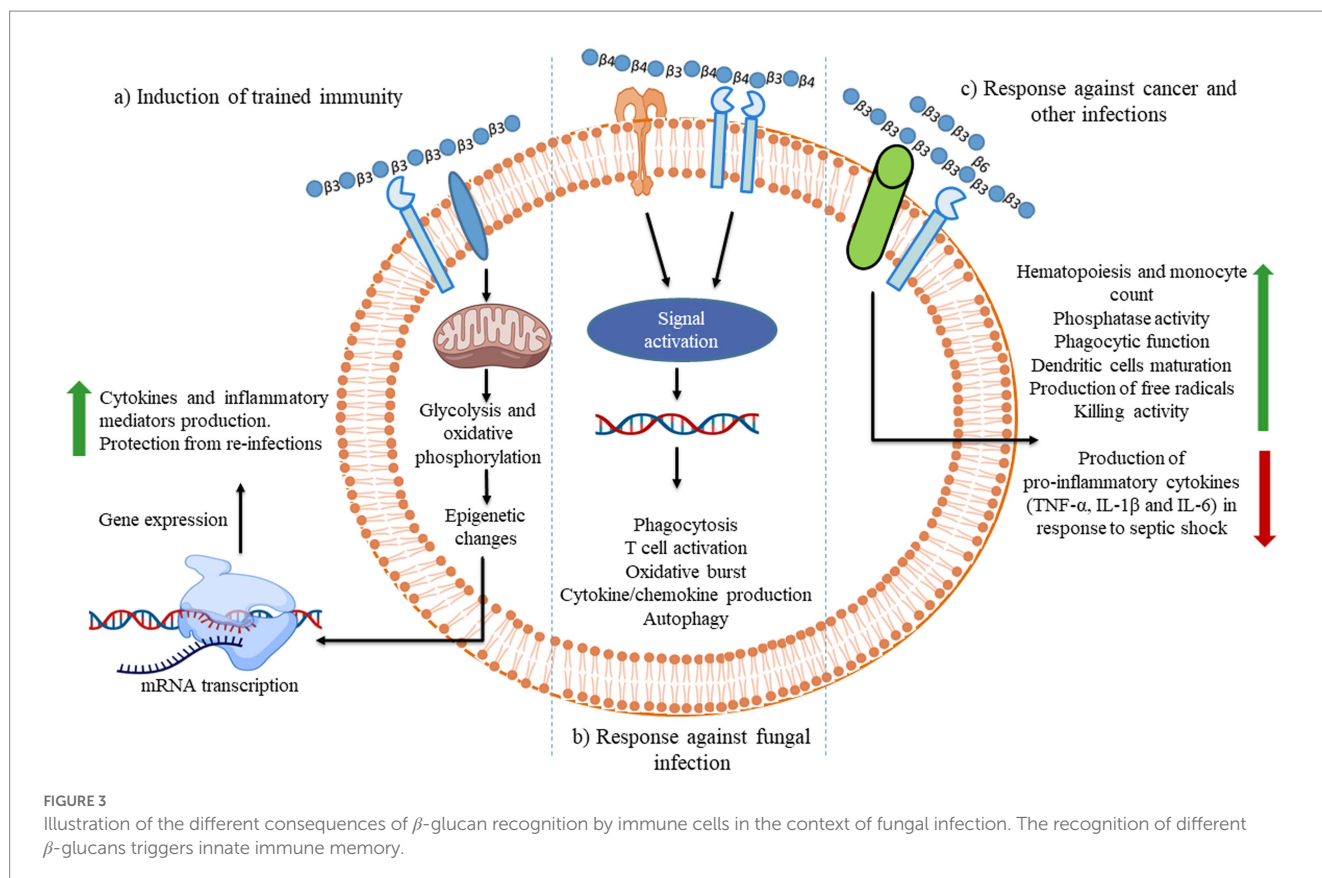 a) Induction of trained immunity
β3 β3 β3 β3 β3 β3
β4 β4 β3 β4 β4 β3 β4
c) Response against cancer and
other infections
β3 β3 β3 β3 β3 β3 β3
β3 β3
β6
Cytokines and inflammatory
mediators production.
Protection from re-infections
Gene expression
mRNA transcription
Glycolysis and
oxidative
phosphorylation
Epigenetic
changes
Signal
activation
Phagocytosis
T cell activation
Oxidative burst
Cytokine/chemokine production
Autophagy
b) Response against fungal
infection
Hematopoiesis and monocyte
count
Phosphatase activity
Phagocytic function
Dendritic cells maturation
Production of free radicals
Killing activity
Production of
pro-inflammatory cytokines
(TNF-α, IL-1β and IL-6) in
response to septic shock
FIGURE 3
Illustration of the different consequences of β-glucan recognition by immune cells in the context of fungal infection. The recognition of different
β-glucans triggers innate immune memory.